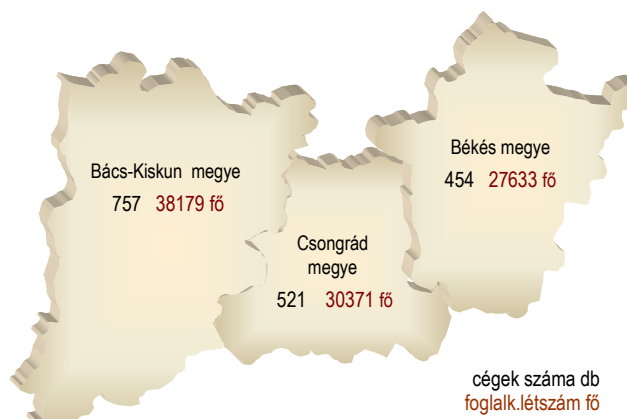 Bács-Kiskun megye
757 38179 fő
Csongrád
megye
521 30371 fő
Békés megye
454 27633 fő
cégek száma db
foglalk.létszám fő